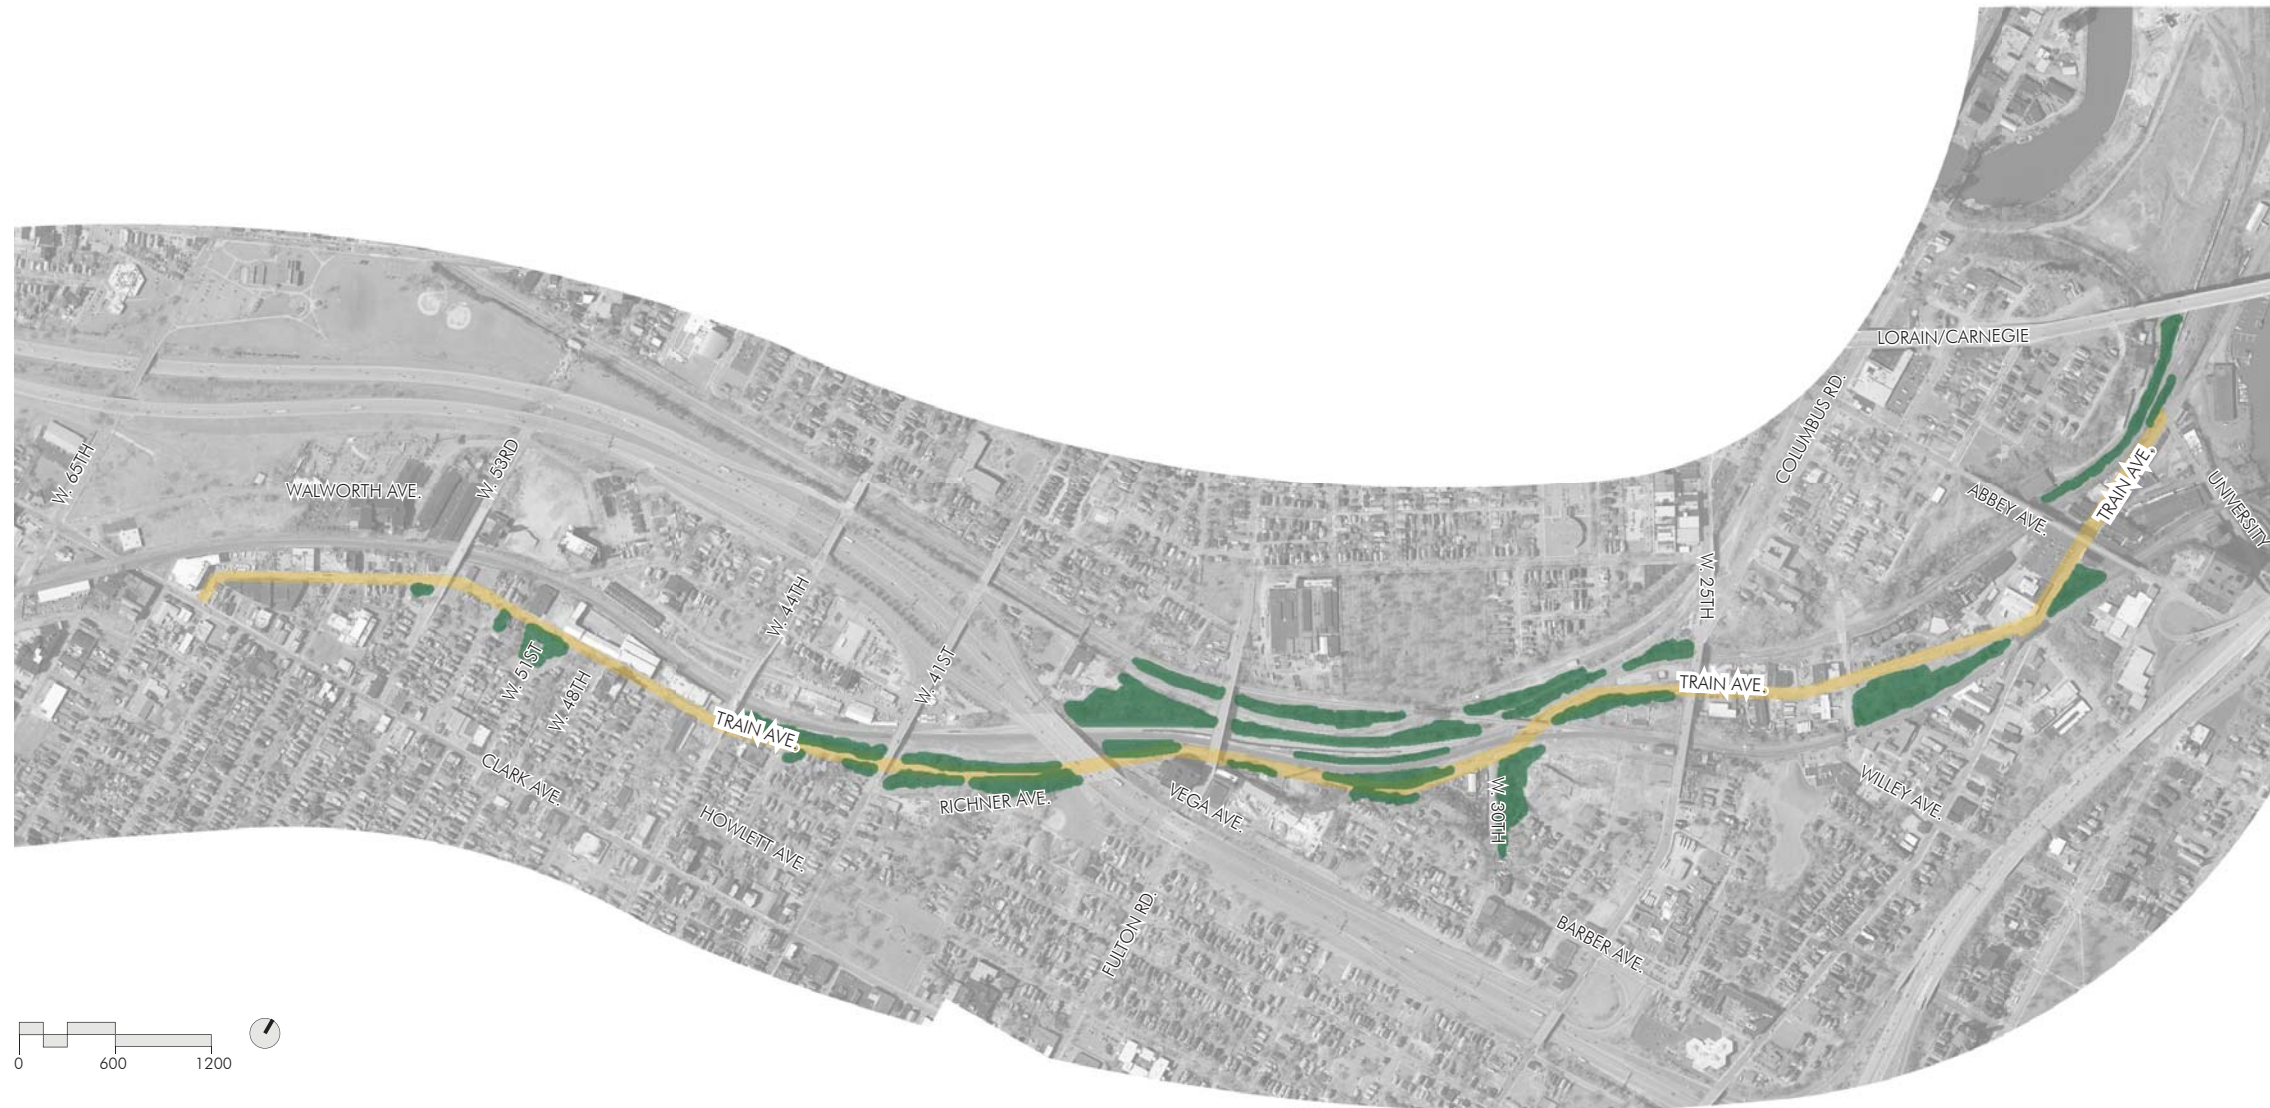 LORAIN/CARNEGIE
COLUMBUS RD.
W. 65TH
W. 53RD
WALWORTH AVE.
ABBEY AVE.
TRAIN AVE.
UNIVERSITY
W. 44TH
W. 25TH
W. 51ST
W. 48TH
W. 41ST
TRAIN AVE.
TRAIN AVE.
CLARK AVE.
HOWLETT AVE.
RICHNER AVE.
VEGA AVE.
W. 30TH
WILLEY AVE.
FULTON RD.
BARBER AVE.
0 600 1200